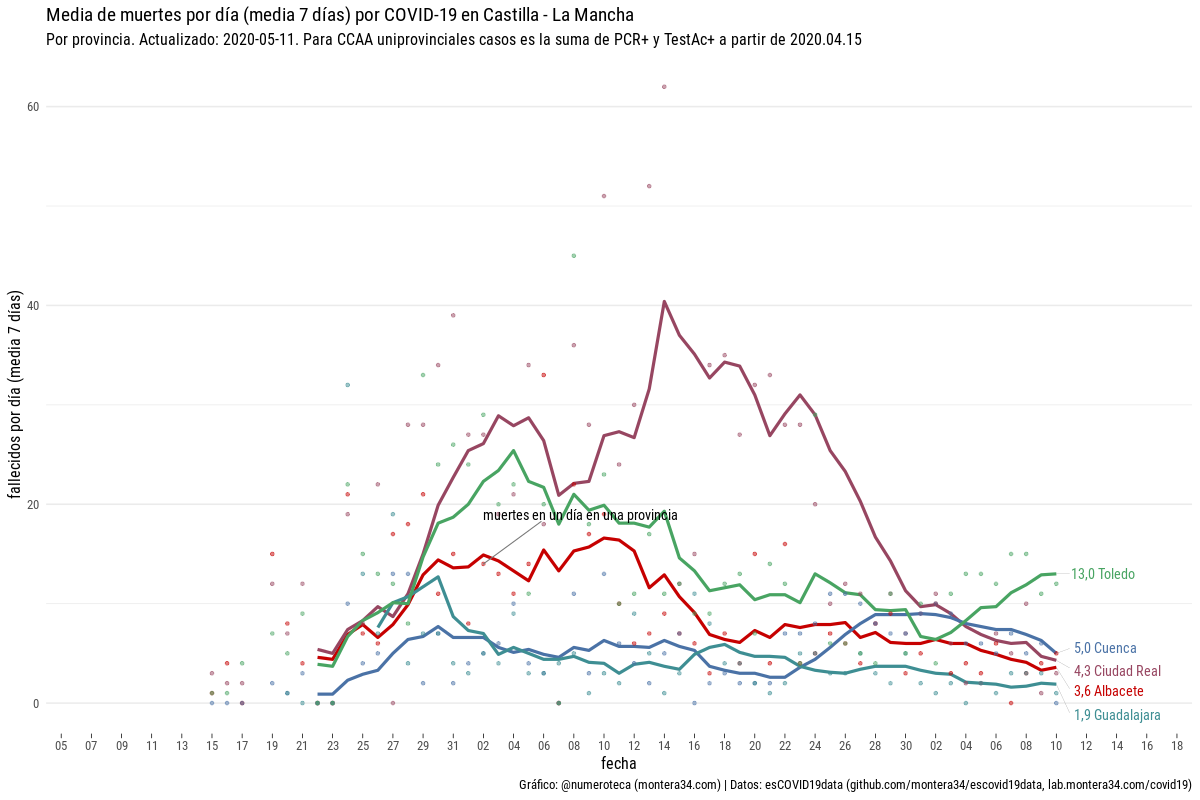 Media de muertes por día (media 7 días) por COVID-19 en Castilla - La Mancha
Por provincia. Actualizado: 2020-05-11. Para CCAA uniprovinciales casos es la suma de PCR+ y TestAc+ a partir de 2020.04.15
fallecidos por día (media 7 días)
60
40
20
0
muertes en un día en una provincia
13,0 Toledo
5,0 Cuenca
4,3 Ciudad Real
3,6 Albacete
1,9 Guadalajara
05 07 09 11 13 15 17 19 21 23 25 27 29 31 02 04 06 08 10 12 14 16 18 20 22 24 26 28 30 02 04 06 08 10 12 14 16 18
fecha
Gráfico: @numeroteca (montera34.com) | Datos: esCOVID19data (github.com/montera34/escovid19data, lab.montera34.com/covid19)